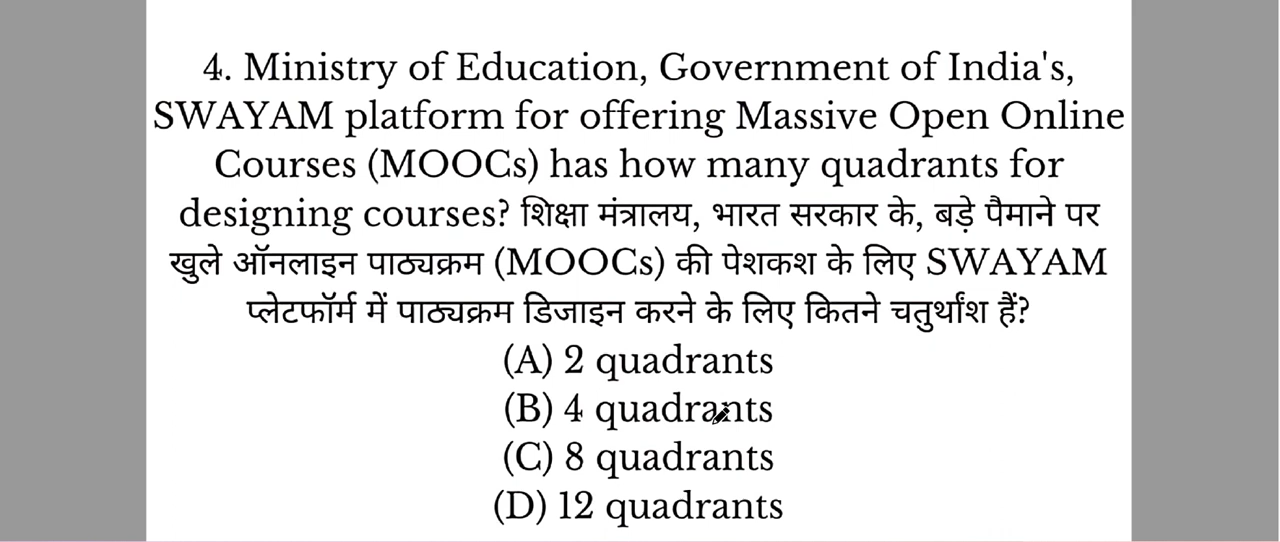 4. Ministry of Education, Government of India's,
SWAYAM platform for offering Massive Open Online
Courses (MOOCs) has how many quadrants for
designing courses? शिक्षा मंत्रालय, भारत सरकार के, बड़े पैमाने पर
खुले ऑनलाइन पाठ्यक्रम (MOOCs) की पेशकश के लिए SWAYAM
प्लेटफॉर्म में पाठ्यक्रम डिजाइन करने के लिए कितने चतुर्थांश हैं?
(A) 2 quadrants
(B) 4 quadrants
(C) 8 quadrants
(D) 12 quadrants